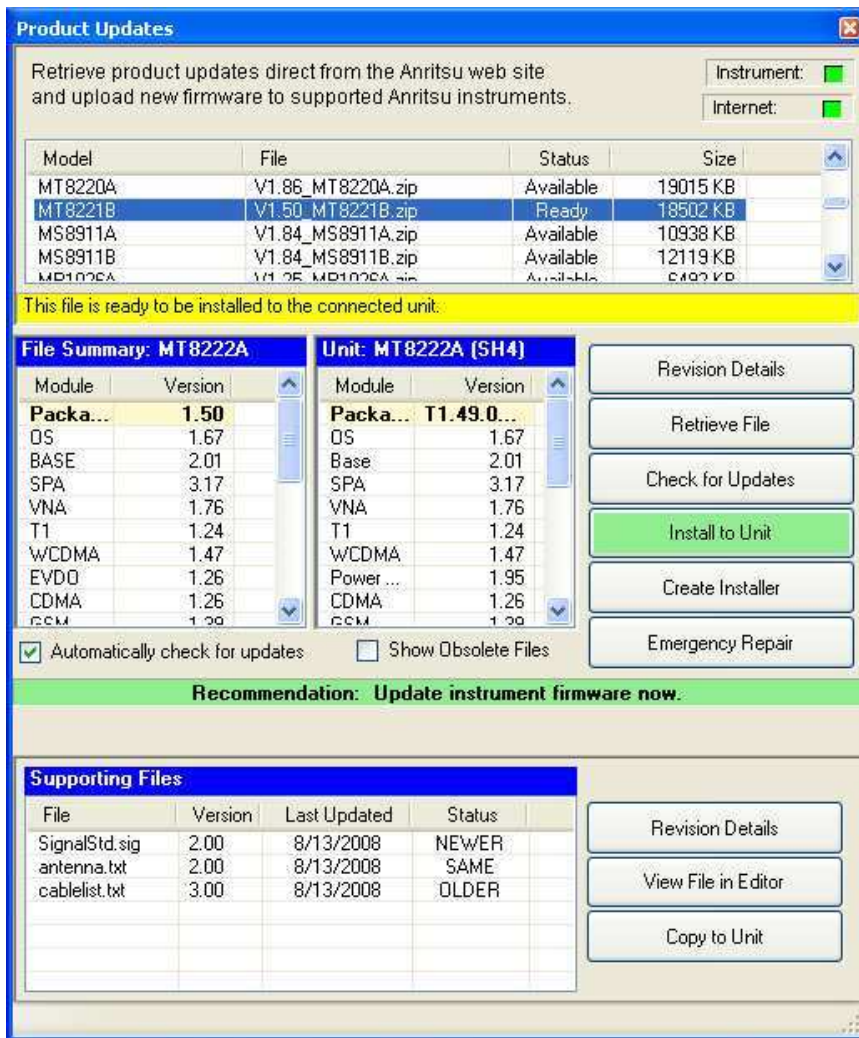 Product Updates
Retrieve product updates direct from the Anritsu web site
and upload new firmware to supported Anritsu instruments.
Instrument:
Internet:
Model File Status Size
MT8220A V1.86_MT8220A.zip Available 19015 KB
MT8221B V1.50_MT8221B.zip Ready 18502 KB
MS8911A V1.84_MS8911A.zip Available 10938 KB
MS8911B V1.84_MS8911B.zip Available 12119 KB
This file is ready to be installed to the connected unit.
File Summary: MT8222A
Module Version
Packa... 1.50
OS 1.67
BASE 2.01
SPA 3.17
VNA 1.76
T1 1.24
WCDMA 1.47
EVDO 1.26
CDMA 1.26
GSM 1.39
Unit: MT8222A (SH4)
Module Version
Packa... T1.49.0...
OS 1.67
Base 2.01
SPA 3.17
VNA 1.76
T1 1.24
WCDMA 1.47
Power ... 1.95
CDMA 1.26
GSM 1.39
Revision Details
Retrieve File
Check for Updates
Install to Unit
Create Installer
Emergency Repair
Automatically check for updates
Show Obsolete Files
Recommendation: Update instrument firmware now.
Supporting Files
File Version Last Updated Status
SignalStd.sig 2.00 8/13/2008 NEWER
antenna.txt 2.00 8/13/2008 SAME
cablelist.txt 3.00 8/13/2008 OLDER
Revision Details
View File in Editor
Copy to Unit